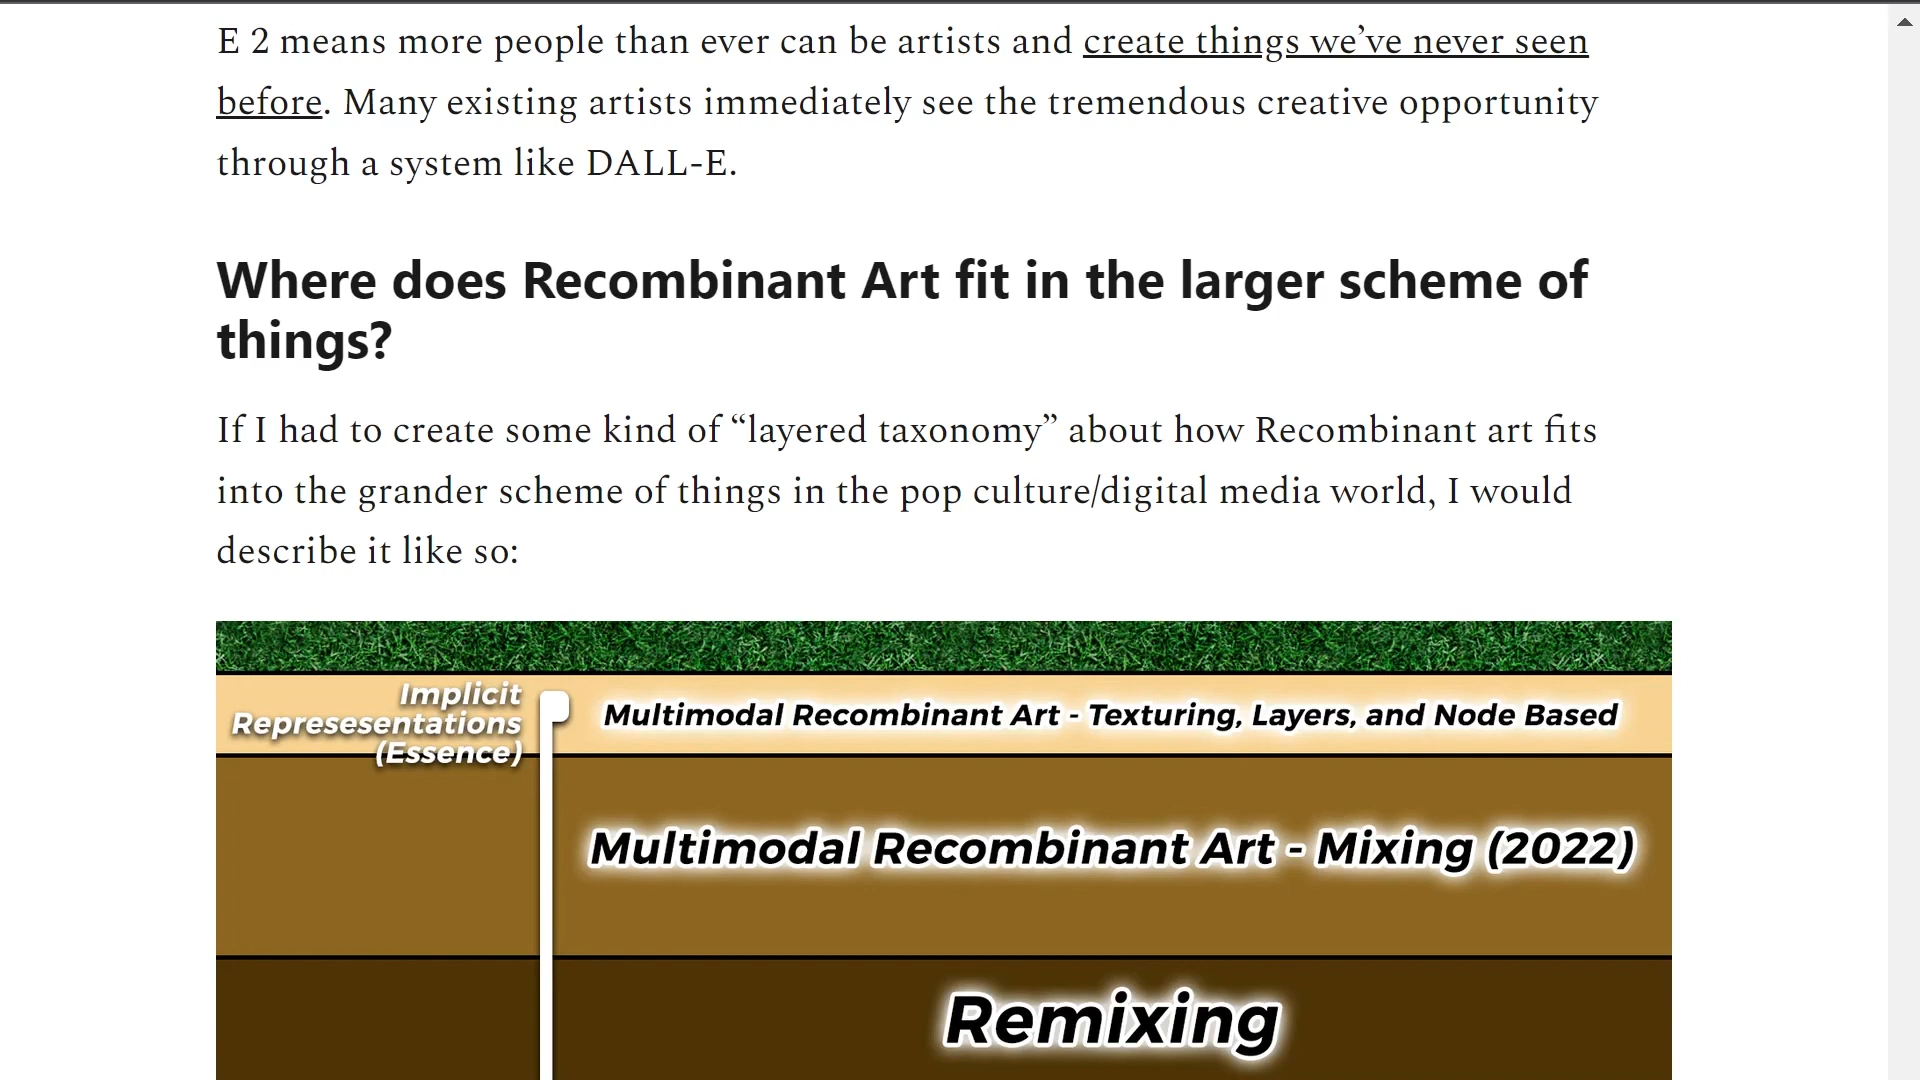 E 2 means more people than ever can be artists and create things we’ve never seen
before. Many existing artists immediately see the tremendous creative opportunity
through a system like DALL-E.
Where does Recombinant Art fit in the larger scheme of
things?
If I had to create some kind of “layered taxonomy” about how Recombinant art fits
into the grander scheme of things in the pop culture/digital media world, I would
describe it like so:
Implicit
Represesentations
(Essence)
Multimodal Recombinant Art - Texturing, Layers, and Node Based
Multimodal Recombinant Art - Mixing (2022)
Remixing